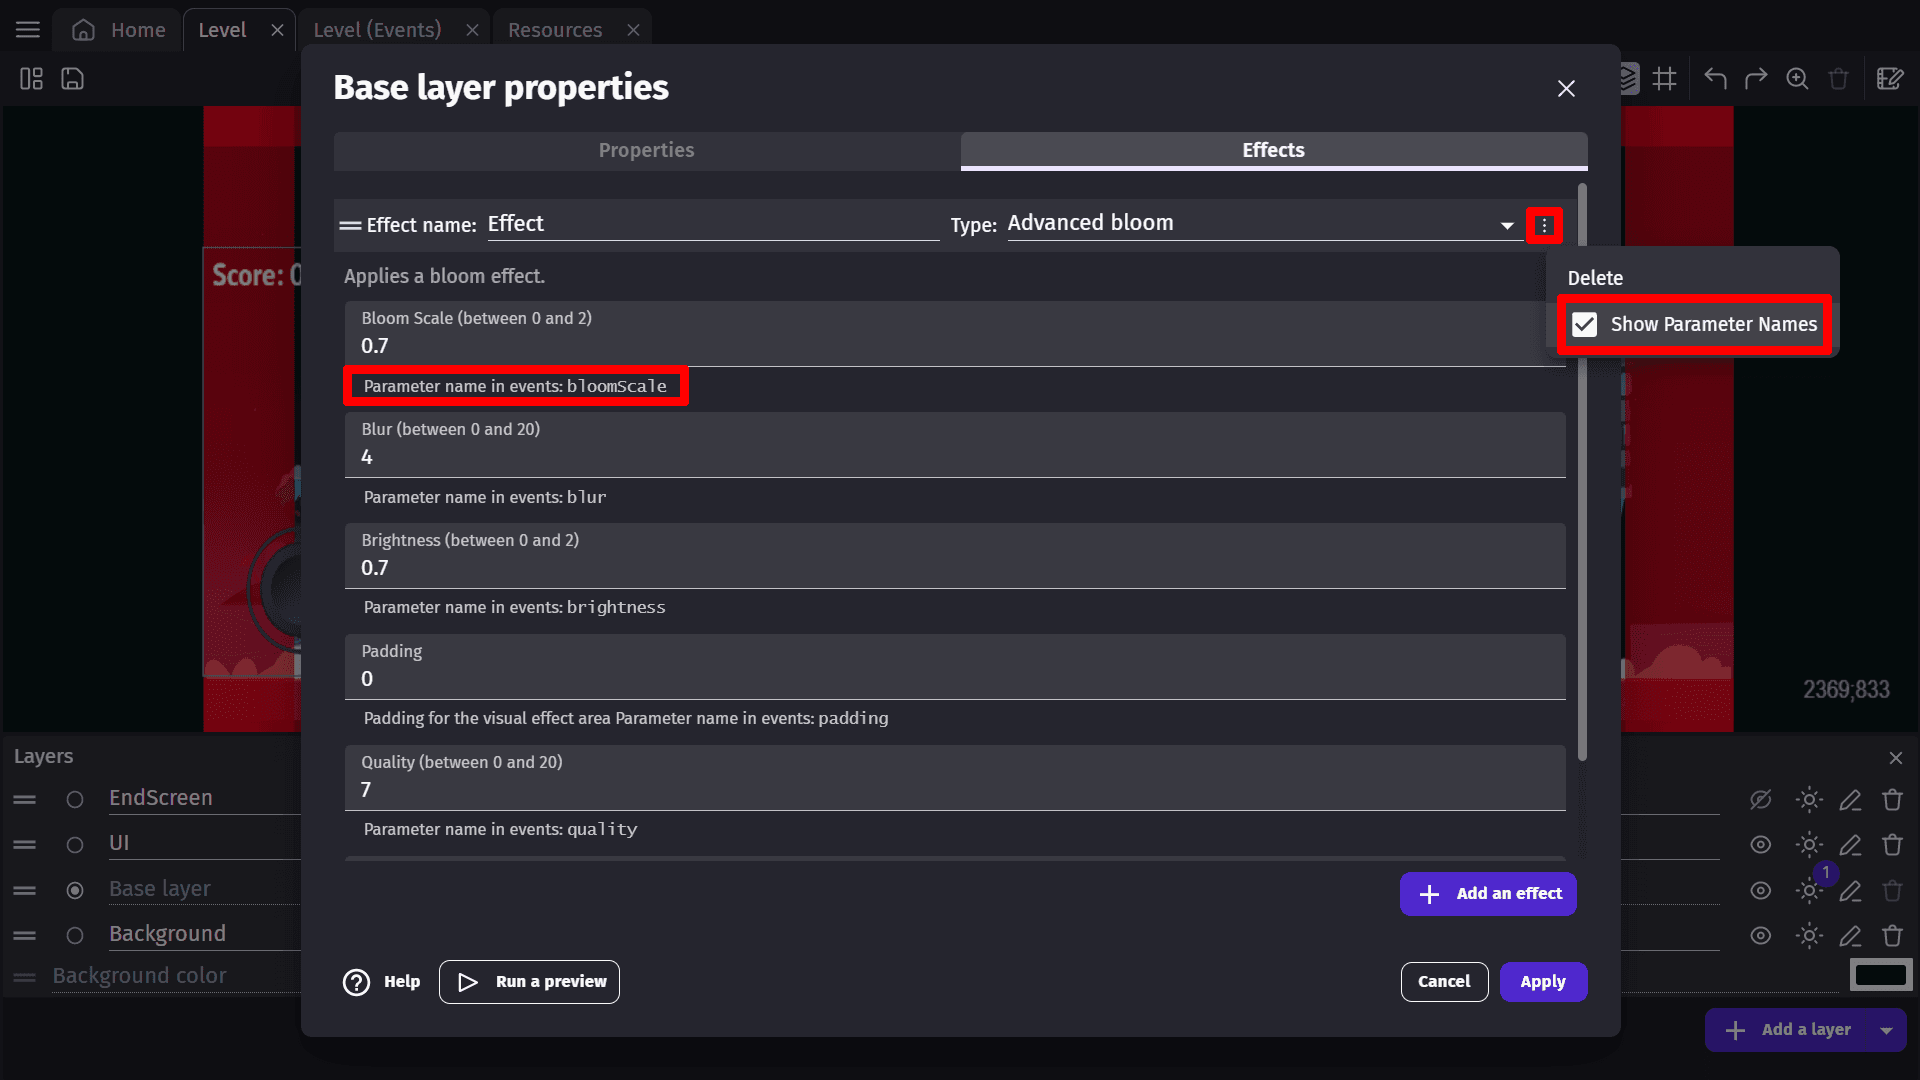 Home
Level
Level (Events)
Resources
Base layer properties
Properties
Effects
Effect name: Effect
Type: Advanced bloom
Delete
Show Parameter Names
Score: 0
Applies a bloom effect.
Bloom Scale (between 0 and 2)
0.7
Parameter name in events: bloomScale
Blur (between 0 and 20)
4
Parameter name in events: blur
Brightness (between 0 and 2)
0.7
Parameter name in events: brightness
Padding
0
Padding for the visual effect area Parameter name in events: padding
2369;833
Quality (between 0 and 20)
7
Parameter name in events: quality
Layers
EndScreen
UI
Base layer
1
Background
Background color
Add an effect
Help
Run a preview
Cancel
Apply
Add a layer